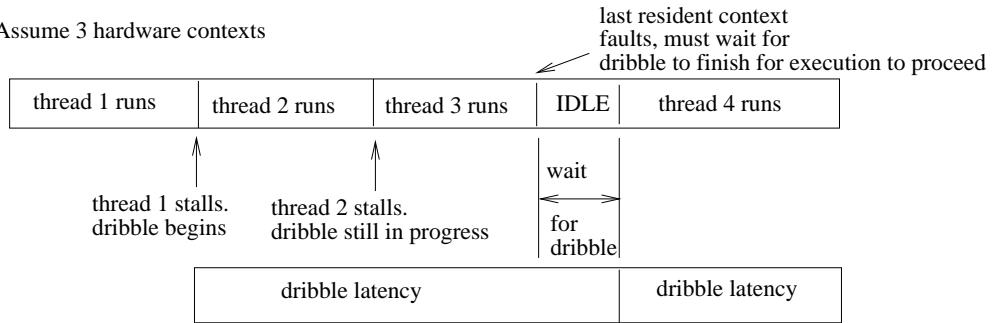 Assume 3 hardware contexts
last resident context
faults, must wait for
dribble to finish for execution to proceed
thread 1 runs
thread 2 runs
thread 3 runs
IDLE
thread 4 runs
thread 1 stalls.
dribble begins
thread 2 stalls.
dribble still in progress
wait
for
dribble
dribble latency
dribble latency